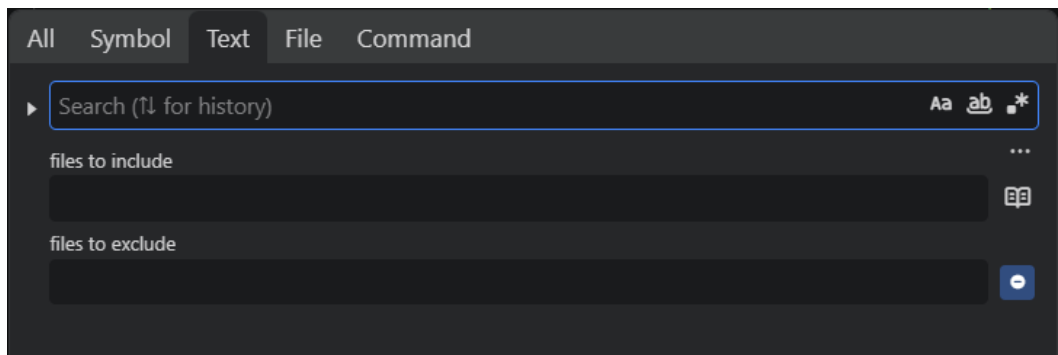 All Symbol Text File Command
Search (⇅ for history) Aa ab .*
files to include
files to exclude